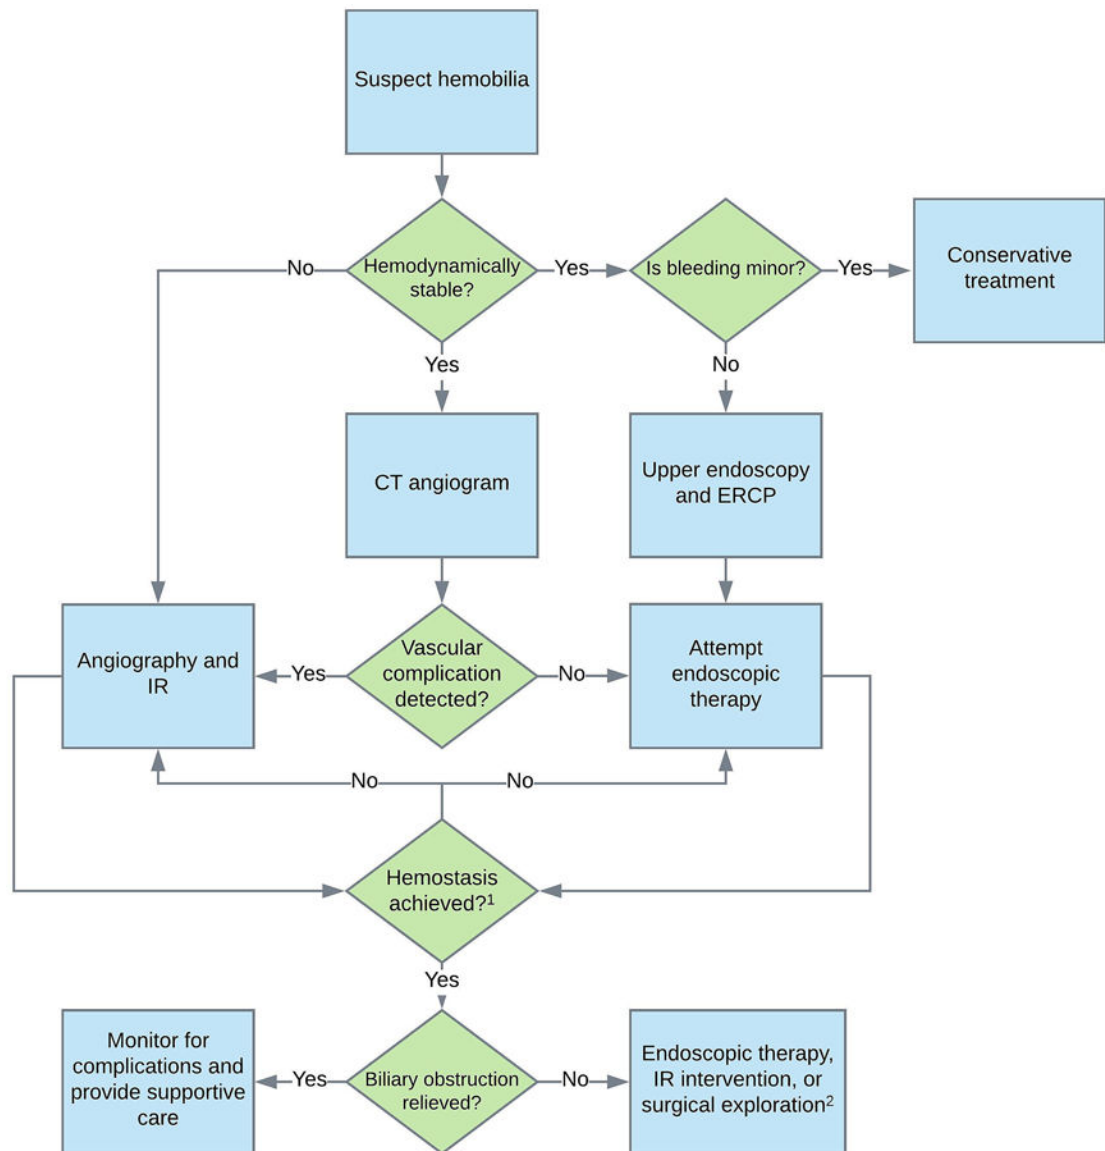 Suspect hemobilia
No
Hemodynamically
stable?
Yes
Is bleeding minor?
Yes
Conservative
treatment
Yes
No
CT angiogram
Upper endoscopy
and ERCP
Angiography and
IR
Yes
Vascular
complication
detected?
No
Attempt
endoscopic
therapy
No
No
Hemostasis
achieved?¹
Yes
Monitor for
complications and
provide supportive
care
Yes
Biliary obstruction
relieved?
No
Endoscopic therapy,
IR intervention, or
surgical exploration²